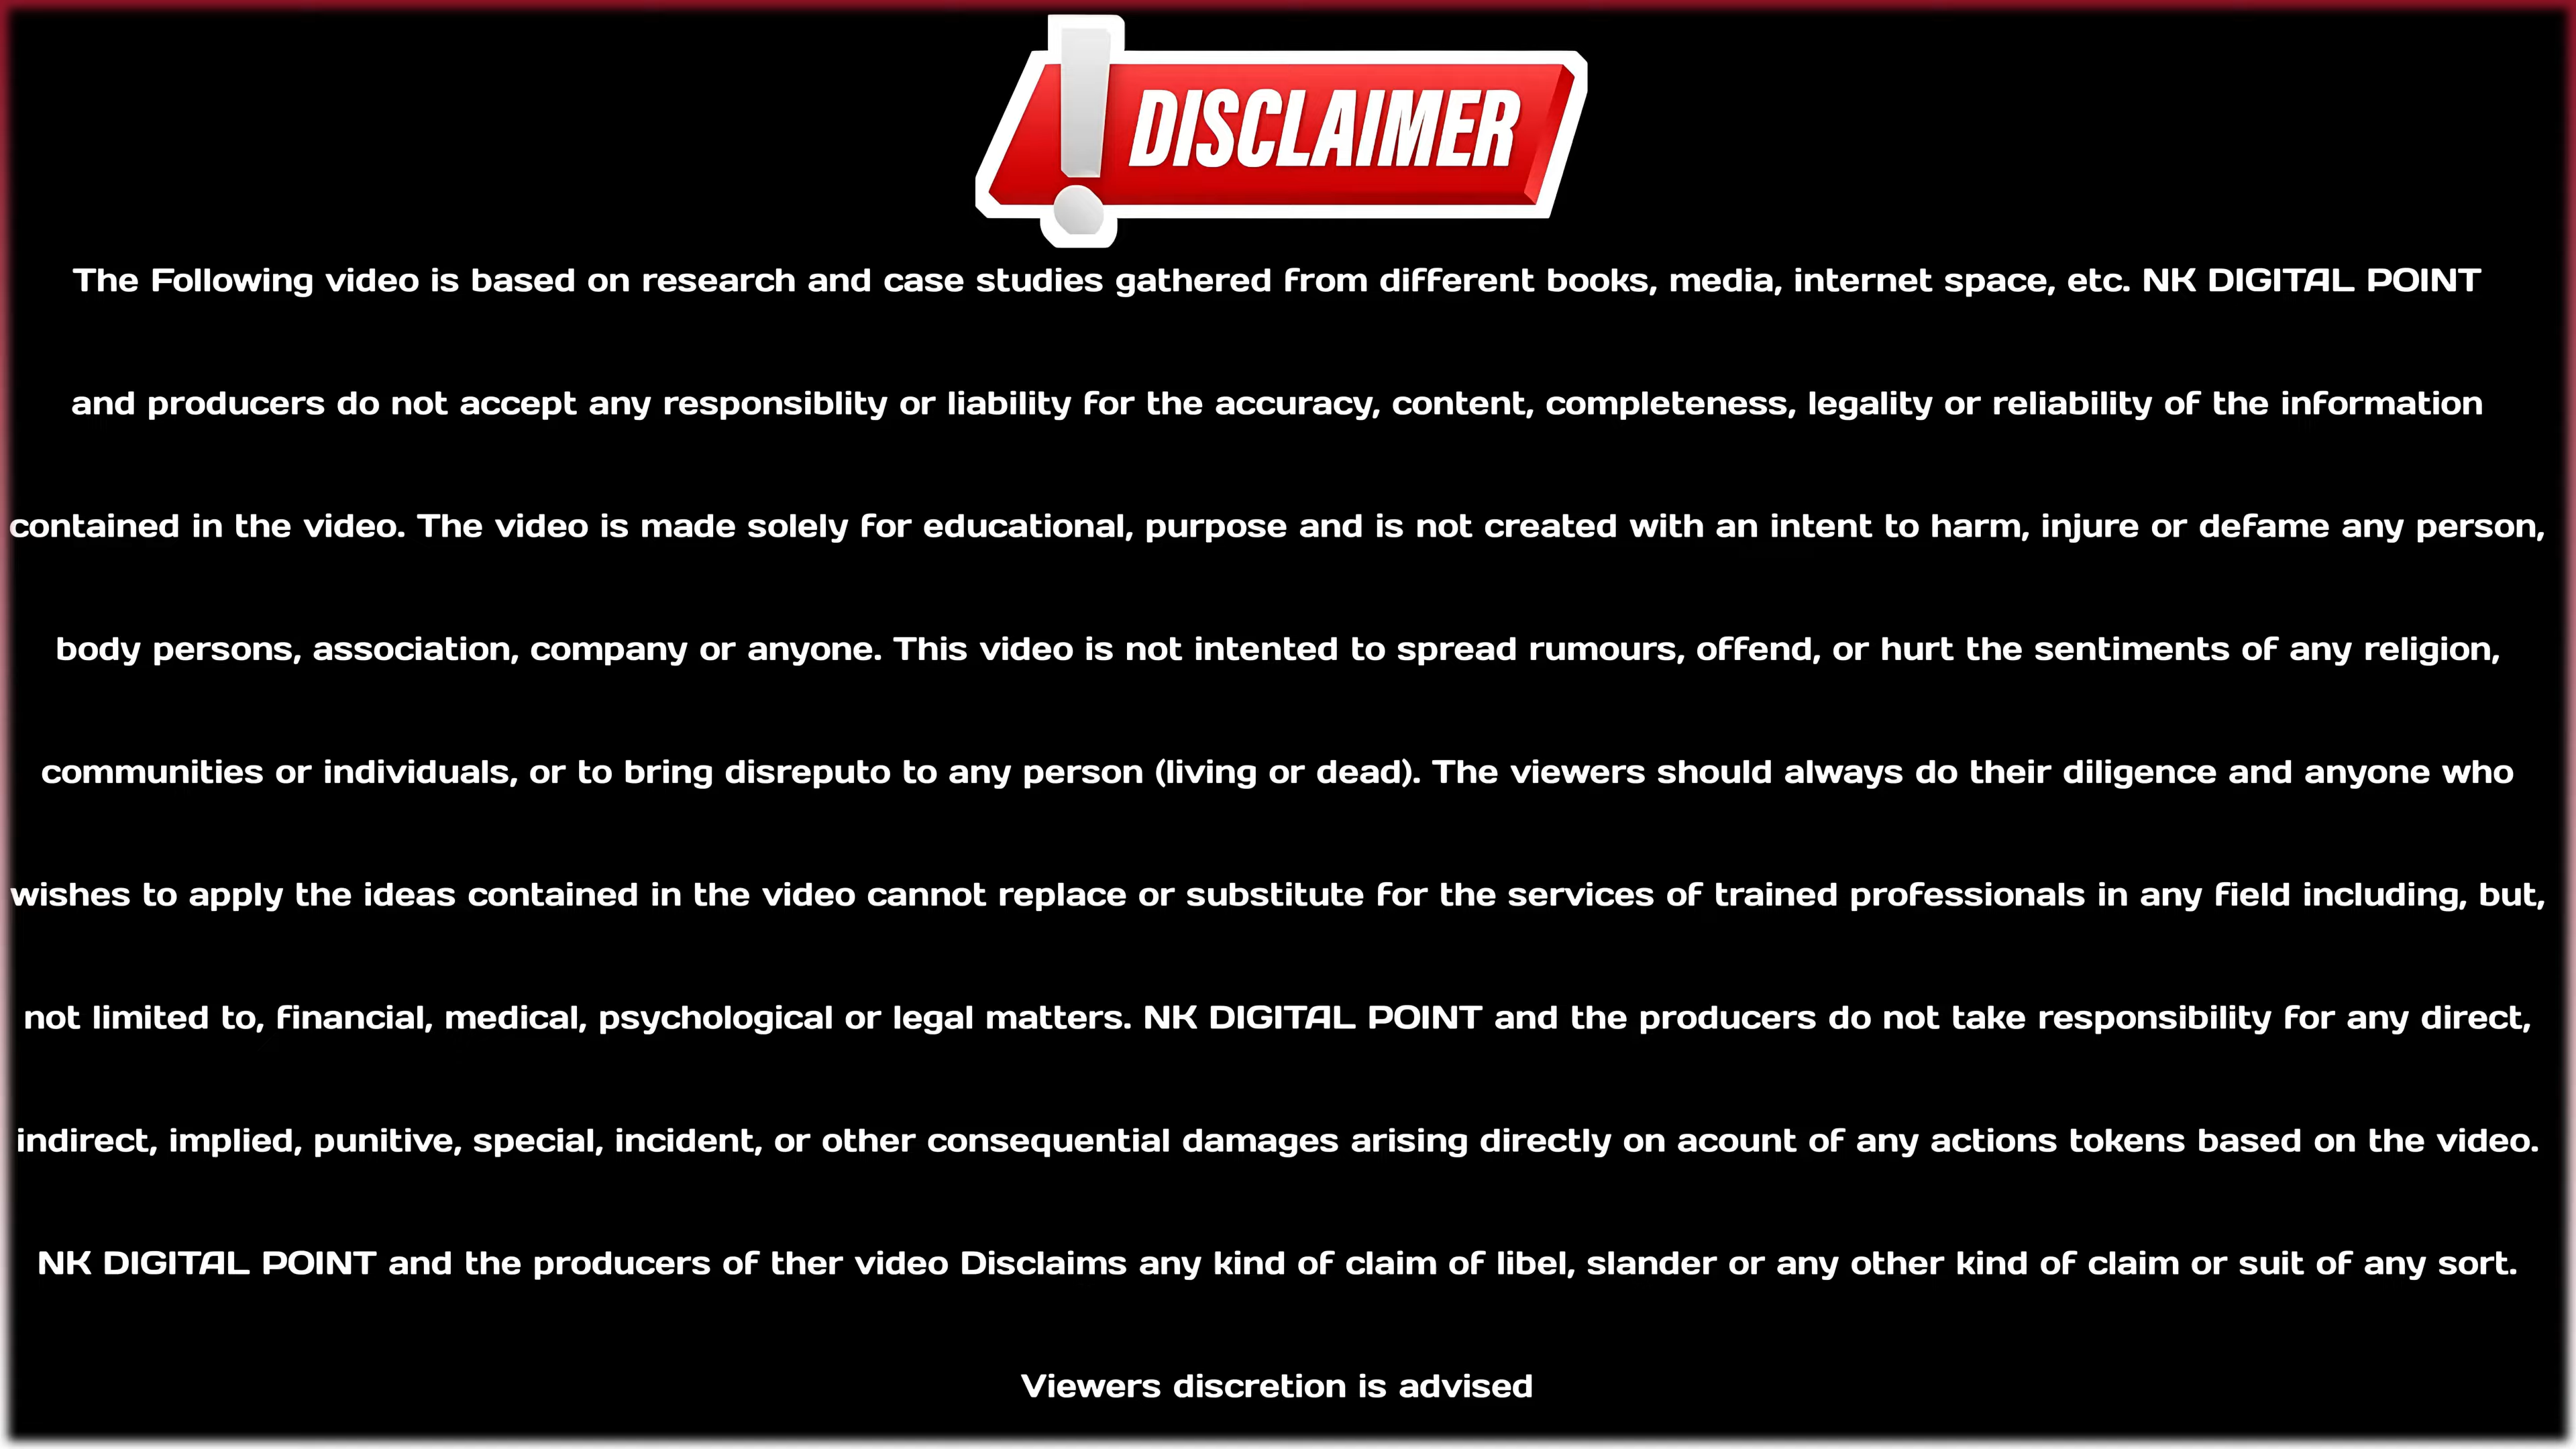 DISCLAIMER
The Following video is based on research and case studies gathered from different books, media, internet space, etc. NK DIGITAL POINT
and producers do not accept any responsiblity or liability for the accuracy, content, completeness, legality or reliability of the information
contained in the video. The video is made solely for educational, purpose and is not created with an intent to harm, injure or defame any person,
body persons, association, company or anyone. This video is not intented to spread rumours, offend, or hurt the sentiments of any religion,
communities or individuals, or to bring disreputo to any person (living or dead). The viewers should always do their diligence and anyone who
wishes to apply the ideas contained in the video cannot replace or substitute for the services of trained professionals in any field including, but,
not limited to, financial, medical, psychological or legal matters. NK DIGITAL POINT and the producers do not take responsibility for any direct,
indirect, implied, punitive, special, incident, or other consequential damages arising directly on acount of any actions tokens based on the video.
NK DIGITAL POINT and the producers of ther video Disclaims any kind of claim of libel, slander or any other kind of claim or suit of any sort.
Viewers discretion is advised